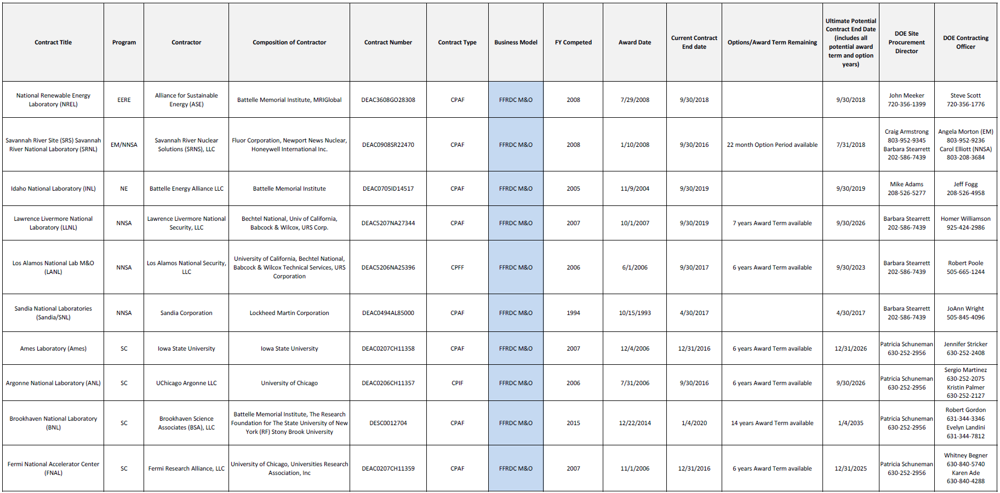 Contract Title
Program
Contractor
Composition of Contractor
Contract Number
Contract Type
Business Model
FY Competed
Award Date
Current Contract
End date
Options/Award Term Remaining
Ultimate Potential
Contract End Date
(includes all
potential award
term and option
years)
DOE Site
Procurement
Director
DOE Contracting
Officer
National Renewable Energy
Laboratory (NREL)
EERE
Alliance for Sustainable
Energy (ASE)
Battelle Memorial Institute, MRIGlobal
DEAC3608GO28308
CPAF
FFRDC M&O
2008
7/29/2008
9/30/2018
9/30/2018
John Meeker
720-356-1399
Steve Scott
720-356-1776
Savannah River Site (SRS) Savannah
River National Laboratory (SRNL)
EM/NNSA
Savannah River Nuclear
Solutions (SRNS), LLC
Fluor Corporation, Newport News Nuclear,
Honeywell International Inc.
DEAC0908SR22470
CPAF
FFRDC M&O
2008
1/10/2008
9/30/2016
22 month Option Period available
7/31/2018
Craig Armstrong
803-952-9345
Barbara Stearrett
202-586-7439
Angela Morton (EM)
803-952-9236
Carol Elliott (NNSA)
803-208-3684
Idaho National Laboratory (INL)
NE
Battelle Energy Alliance LLC
Battelle Memorial Institute
DEAC0705ID14517
CPAF
FFRDC M&O
2005
11/9/2004
9/30/2019
9/30/2019
Mike Adams
208-526-5277
Jeff Fogg
208-526-4958
Lawrence Livermore National
Laboratory (LLNL)
NNSA
Lawrence Livermore National
Security, LLC
Bechtel National, Univ of California,
Babcock & Wilcox, URS Corp.
DEAC5207NA27344
CPAF
FFRDC M&O
2007
10/1/2007
9/30/2019
7 years Award Term available
9/30/2026
Barbara Stearrett
202-586-7439
Homer Williamson
925-424-2986
Los Alamos National Lab M&O
(LANL)
NNSA
Los Alamos National Security,
LLC
University of California, Bechtel National,
Babcock & Wilcox Technical Services, URS
Corporation
DEAC5206NA25396
CPFF
FFRDC M&O
2006
6/1/2006
9/30/2017
6 years Award Term available
9/30/2023
Barbara Stearrett
202-586-7439
Robert Poole
505-665-1244
Sandia National Laboratories
(Sandia/SNL)
NNSA
Sandia Corporation
Lockheed Martin Corporation
DEAC0494AL85000
CPAF
FFRDC M&O
1994
10/15/1993
4/30/2017
4/30/2017
Barbara Stearrett
202-586-7439
JoAnn Wright
505-845-4096
Ames Laboratory (Ames)
SC
Iowa State University
Iowa State University
DEAC0207CH11358
CPAF
FFRDC M&O
2007
12/4/2006
12/31/2016
6 years Award Term available
12/31/2026
Patricia Schuneman
630-252-2956
Jennifer Stricker
630-252-2408
Argonne National Laboratory (ANL)
SC
UChicago Argonne LLC
University of Chicago
DEAC0206CH11357
CPIF
FFRDC M&O
2006
7/31/2006
9/30/2016
6 years Award Term available
9/30/2026
Patricia Schuneman
630-252-2956
Sergio Martinez
630-252-2075
Kristin Palmer
630-252-2127
Brookhaven National Laboratory
(BNL)
SC
Brookhaven Science
Associates (BSA), LLC
Battelle Memorial Institute, The Research
Foundation for The State University of New
York (RF) Stony Brook University
DESC0012704
CPAF
FFRDC M&O
2015
12/22/2014
1/4/2020
14 years Award Term available
1/4/2035
Patricia Schuneman
630-252-2956
Robert Gordon
631-344-3346
Evelyn Landini
631-344-7812
Fermi National Accelerator Center
(FNAL)
SC
Fermi Research Alliance, LLC
University of Chicago, Universities Research
Association, Inc
DEAC0207CH11359
CPAF
FFRDC M&O
2007
11/1/2006
12/31/2016
6 years Award Term available
12/31/2025
Patricia Schuneman
630-252-2956
Whitney Begner
630-840-5740
Karen Ade
630-840-4288